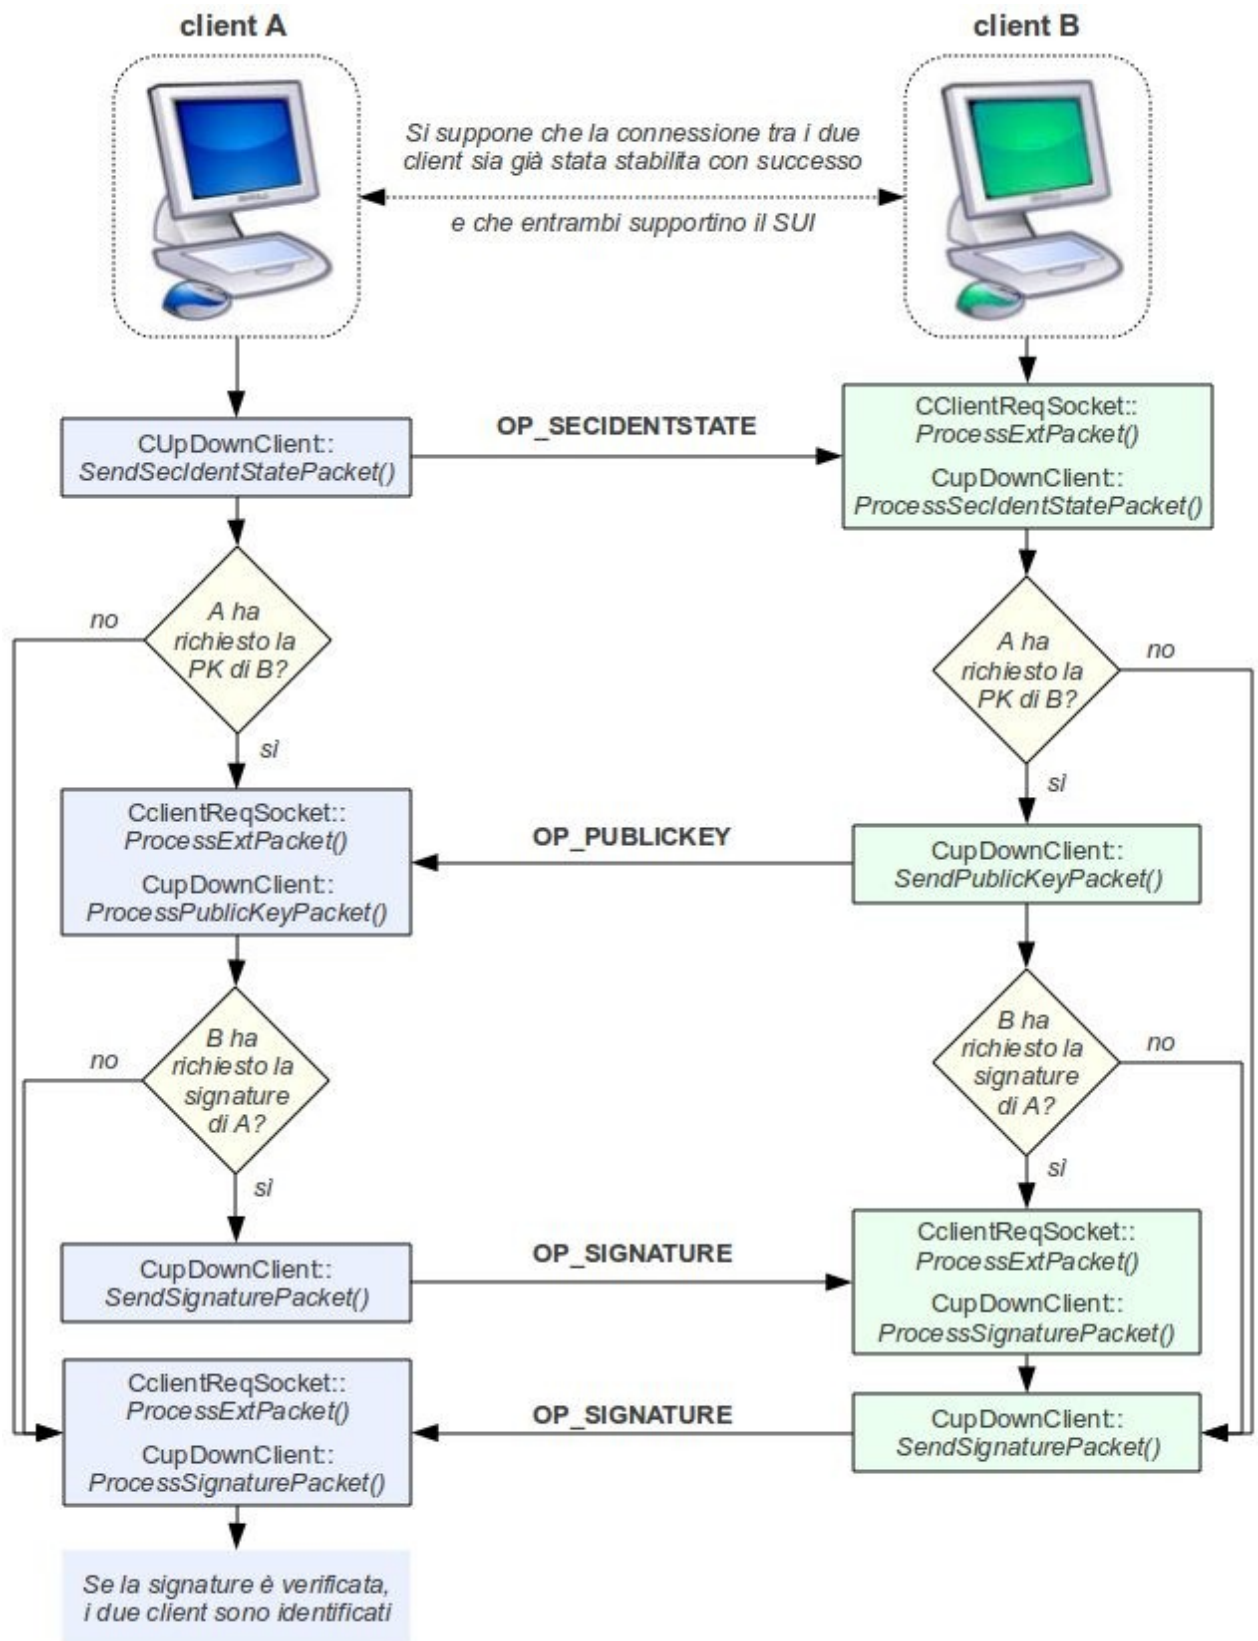 client A
client B
Si suppone che la connessione tra i due
client sia già stata stabilita con successo
e che entrambi supportino il SUI
CUpDownClient::
SendSecIdentStatePacket()
OP_SECIDENTSTATE
CClientReqSocket::
ProcessExtPacket()
CupDownClient::
ProcessSecIdentStatePacket()
no
A ha
richiesto la
PK di B?
sì
A ha
richiesto la
PK di B?
no
sì
CclientReqSocket::
ProcessExtPacket()
CupDownClient::
ProcessPublicKeyPacket()
OP_PUBLICKEY
CupDownClient::
SendPublicKeyPacket()
no
B ha
richiesto la
signature
di A?
sì
B ha
richiesto la
signature
di A?
no
sì
CupDownClient::
SendSignaturePacket()
OP_SIGNATURE
CclientReqSocket::
ProcessExtPacket()
CupDownClient::
ProcessSignaturePacket()
CclientReqSocket::
ProcessExtPacket()
CupDownClient::
ProcessSignaturePacket()
OP_SIGNATURE
CupDownClient::
SendSignaturePacket()
Se la signature è verificata,
i due client sono identificati